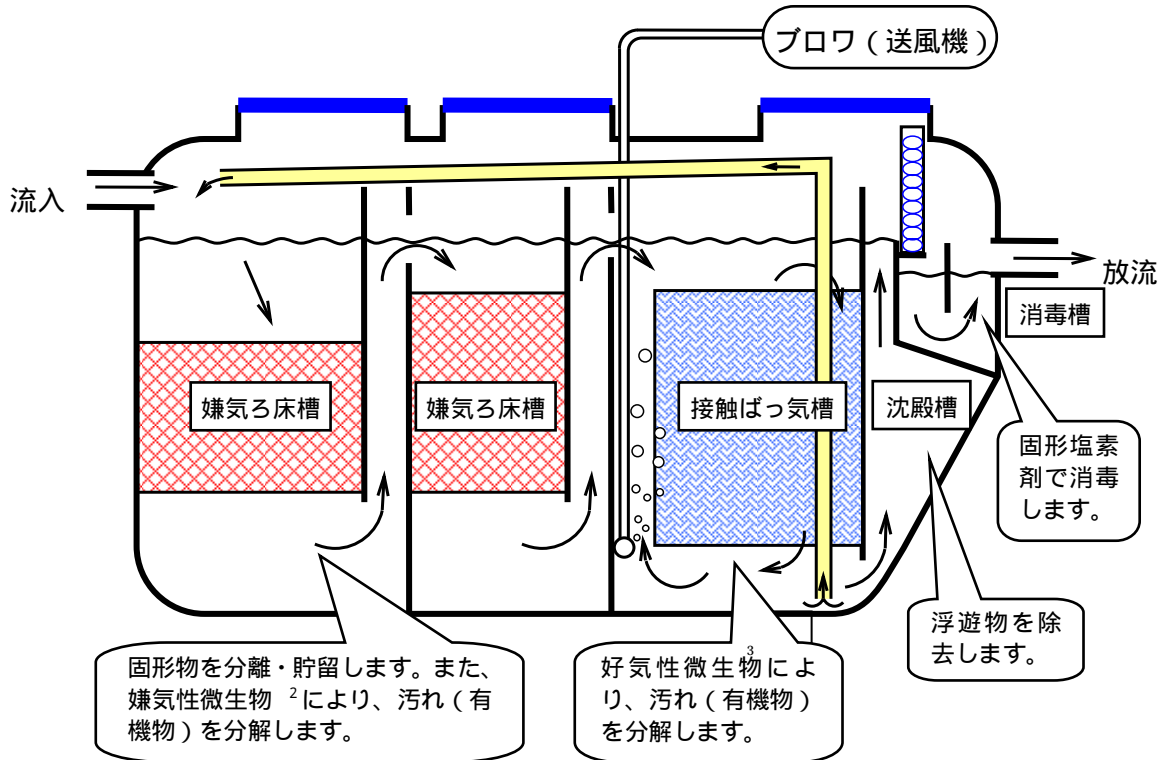 ブロワ（送風機）
流入
放流
消毒槽
嫌気ろ床槽
嫌気ろ床槽
接触ばっ気槽
沈殿槽
固形塩素
剤で消毒
します。
浮遊物を除
去します。
固形物を分離・貯留します。また、
嫌気性微生物 2 により、汚れ（有
機物）を分解します。
3
好気性微生物によ
り、汚れ（有機物）
を分解します。